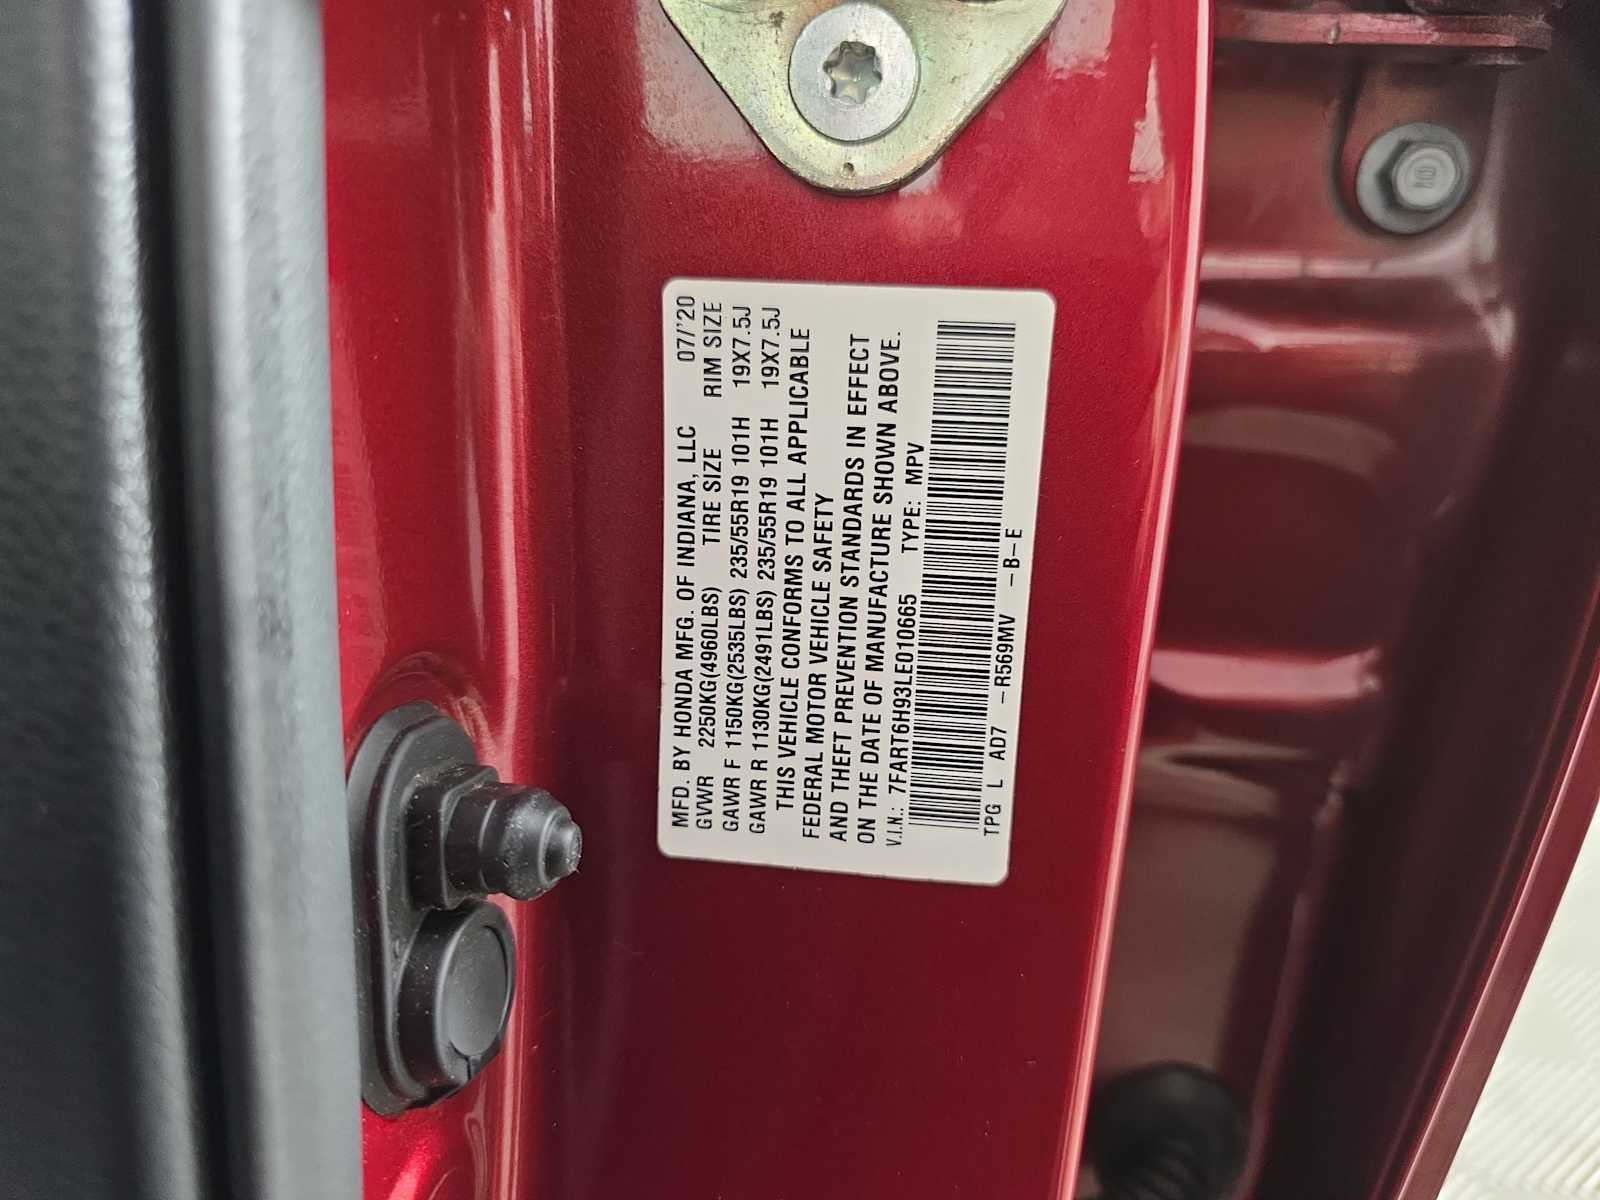 MFD. BY HONDA MFG. OF INDIANA, LLC 07/'20
GVWR 2250KG(4960LBS) TIRE SIZE RIM SIZE
GAWR F 1150KG(2535LBS) 235/55R19 101H 19X7.5J
GAWR R 1130KG(2491LBS) 235/55R19 101H 19X7.5J
THIS VEHICLE CONFORMS TO ALL APPLICABLE
FEDERAL MOTOR VEHICLE SAFETY
AND THEFT PREVENTION STANDARDS IN EFFECT
ON THE DATE OF MANUFACTURE SHOWN ABOVE.
V.I.N.: 7FART6H93LE010665 TYPE: MPV
TPG L AD7 -R569MV -B-E